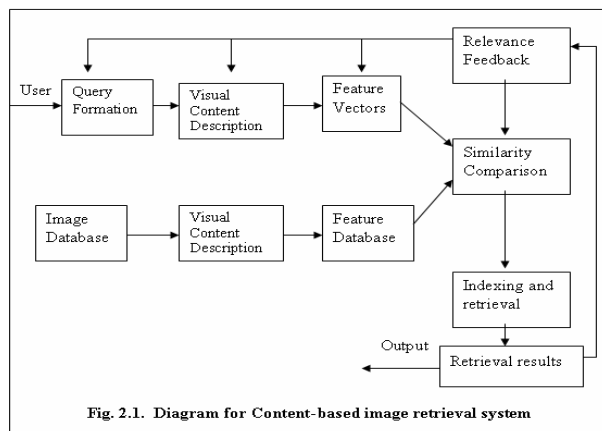 Relevance
Feedback
User
Query
Formation
Visual
Content
Description
Feature
Vectors
Similarity
Comparison
Image
Database
Visual
Content
Description
Feature
Database
Indexing and
retrieval
Output
Retrieval results
Fig. 2.1. Diagram for Content-based image retrieval system